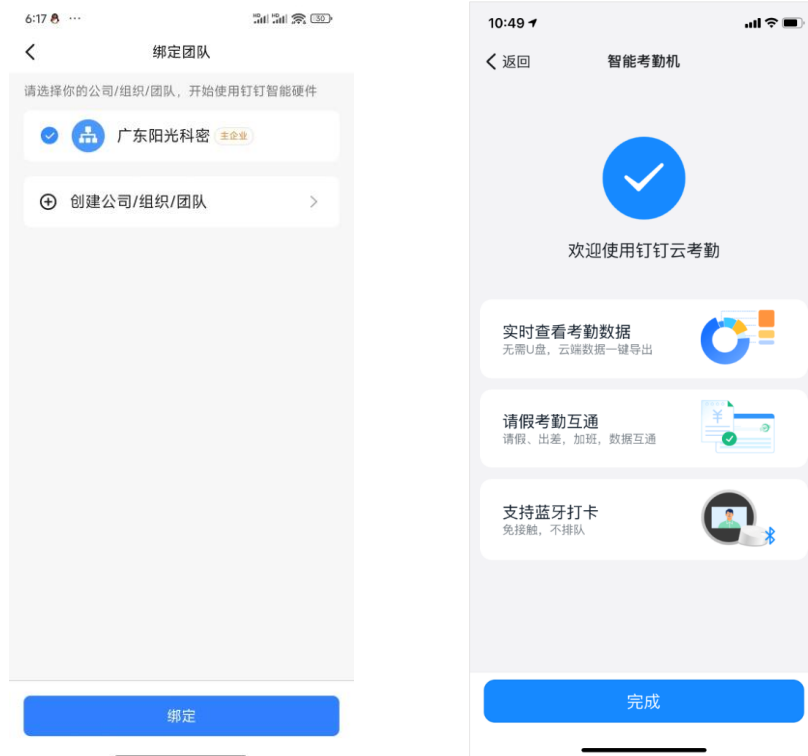 6:17
30
绑定团队
请选择你的公司/组织/团队，开始使用钉钉智能硬件
广东阳光科密 主企业
创建公司/组织/团队
绑定
10:49
返回 智能考勤机
欢迎使用钉钉云考勤
实时查看考勤数据
无需U盘，云端数据一键导出
请假考勤互通
请假、出差，加班，数据互通
支持蓝牙打卡
免接触，不排队
完成